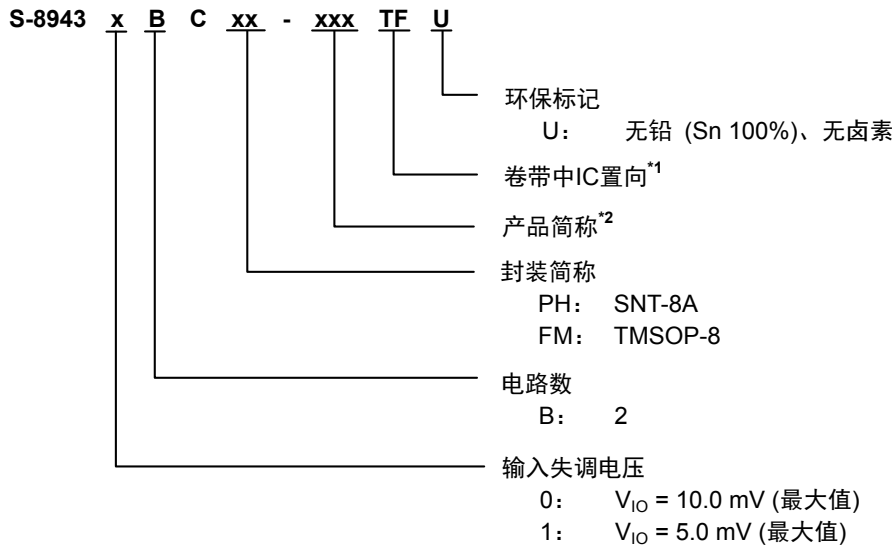 S-8943 x B C xx - xxx TF U
环保标记
U： 无铅 (Sn 100%)、无卤素
卷带中IC置向*1
产品简称*2
封装简称
PH： SNT-8A
FM： TMSOP-8
电路数
B： 2
输入失调电压
0： VIO = 10.0 mV (最大值)
1： VIO = 5.0 mV (最大值)